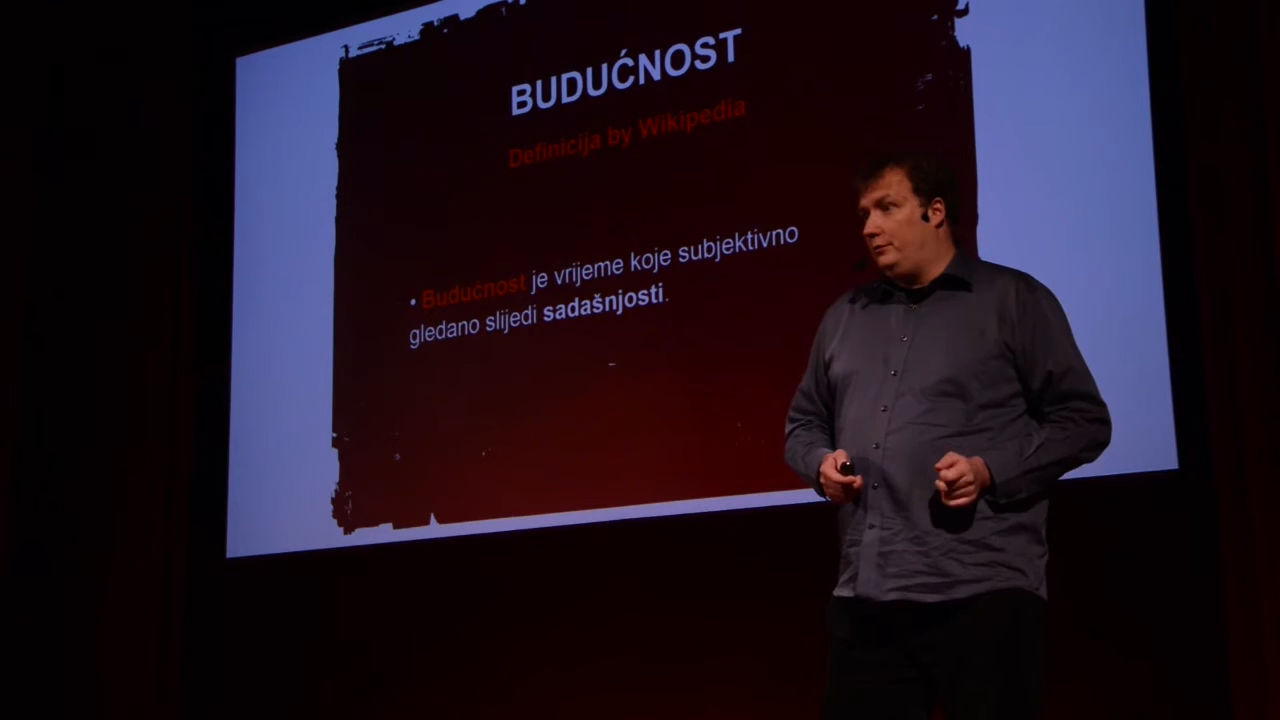 BUDUĆNOST
Definicija by Wikipedia
• Budućnost je vrijeme koje subjektivno
gledano slijedi sadašnjosti.